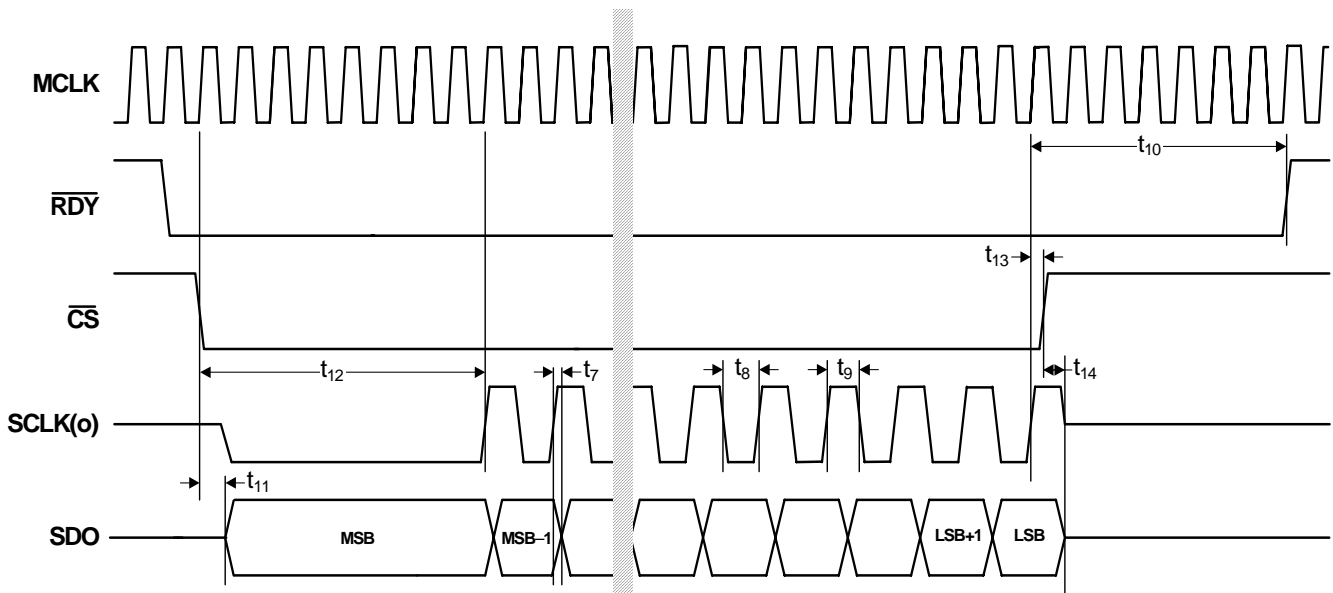 MCLK
t10
RDY
t13
CS
t12
t7
t8
t9
t14
SCLK(o)
t11
SDO
MSB
MSB–1
LSB+1
LSB